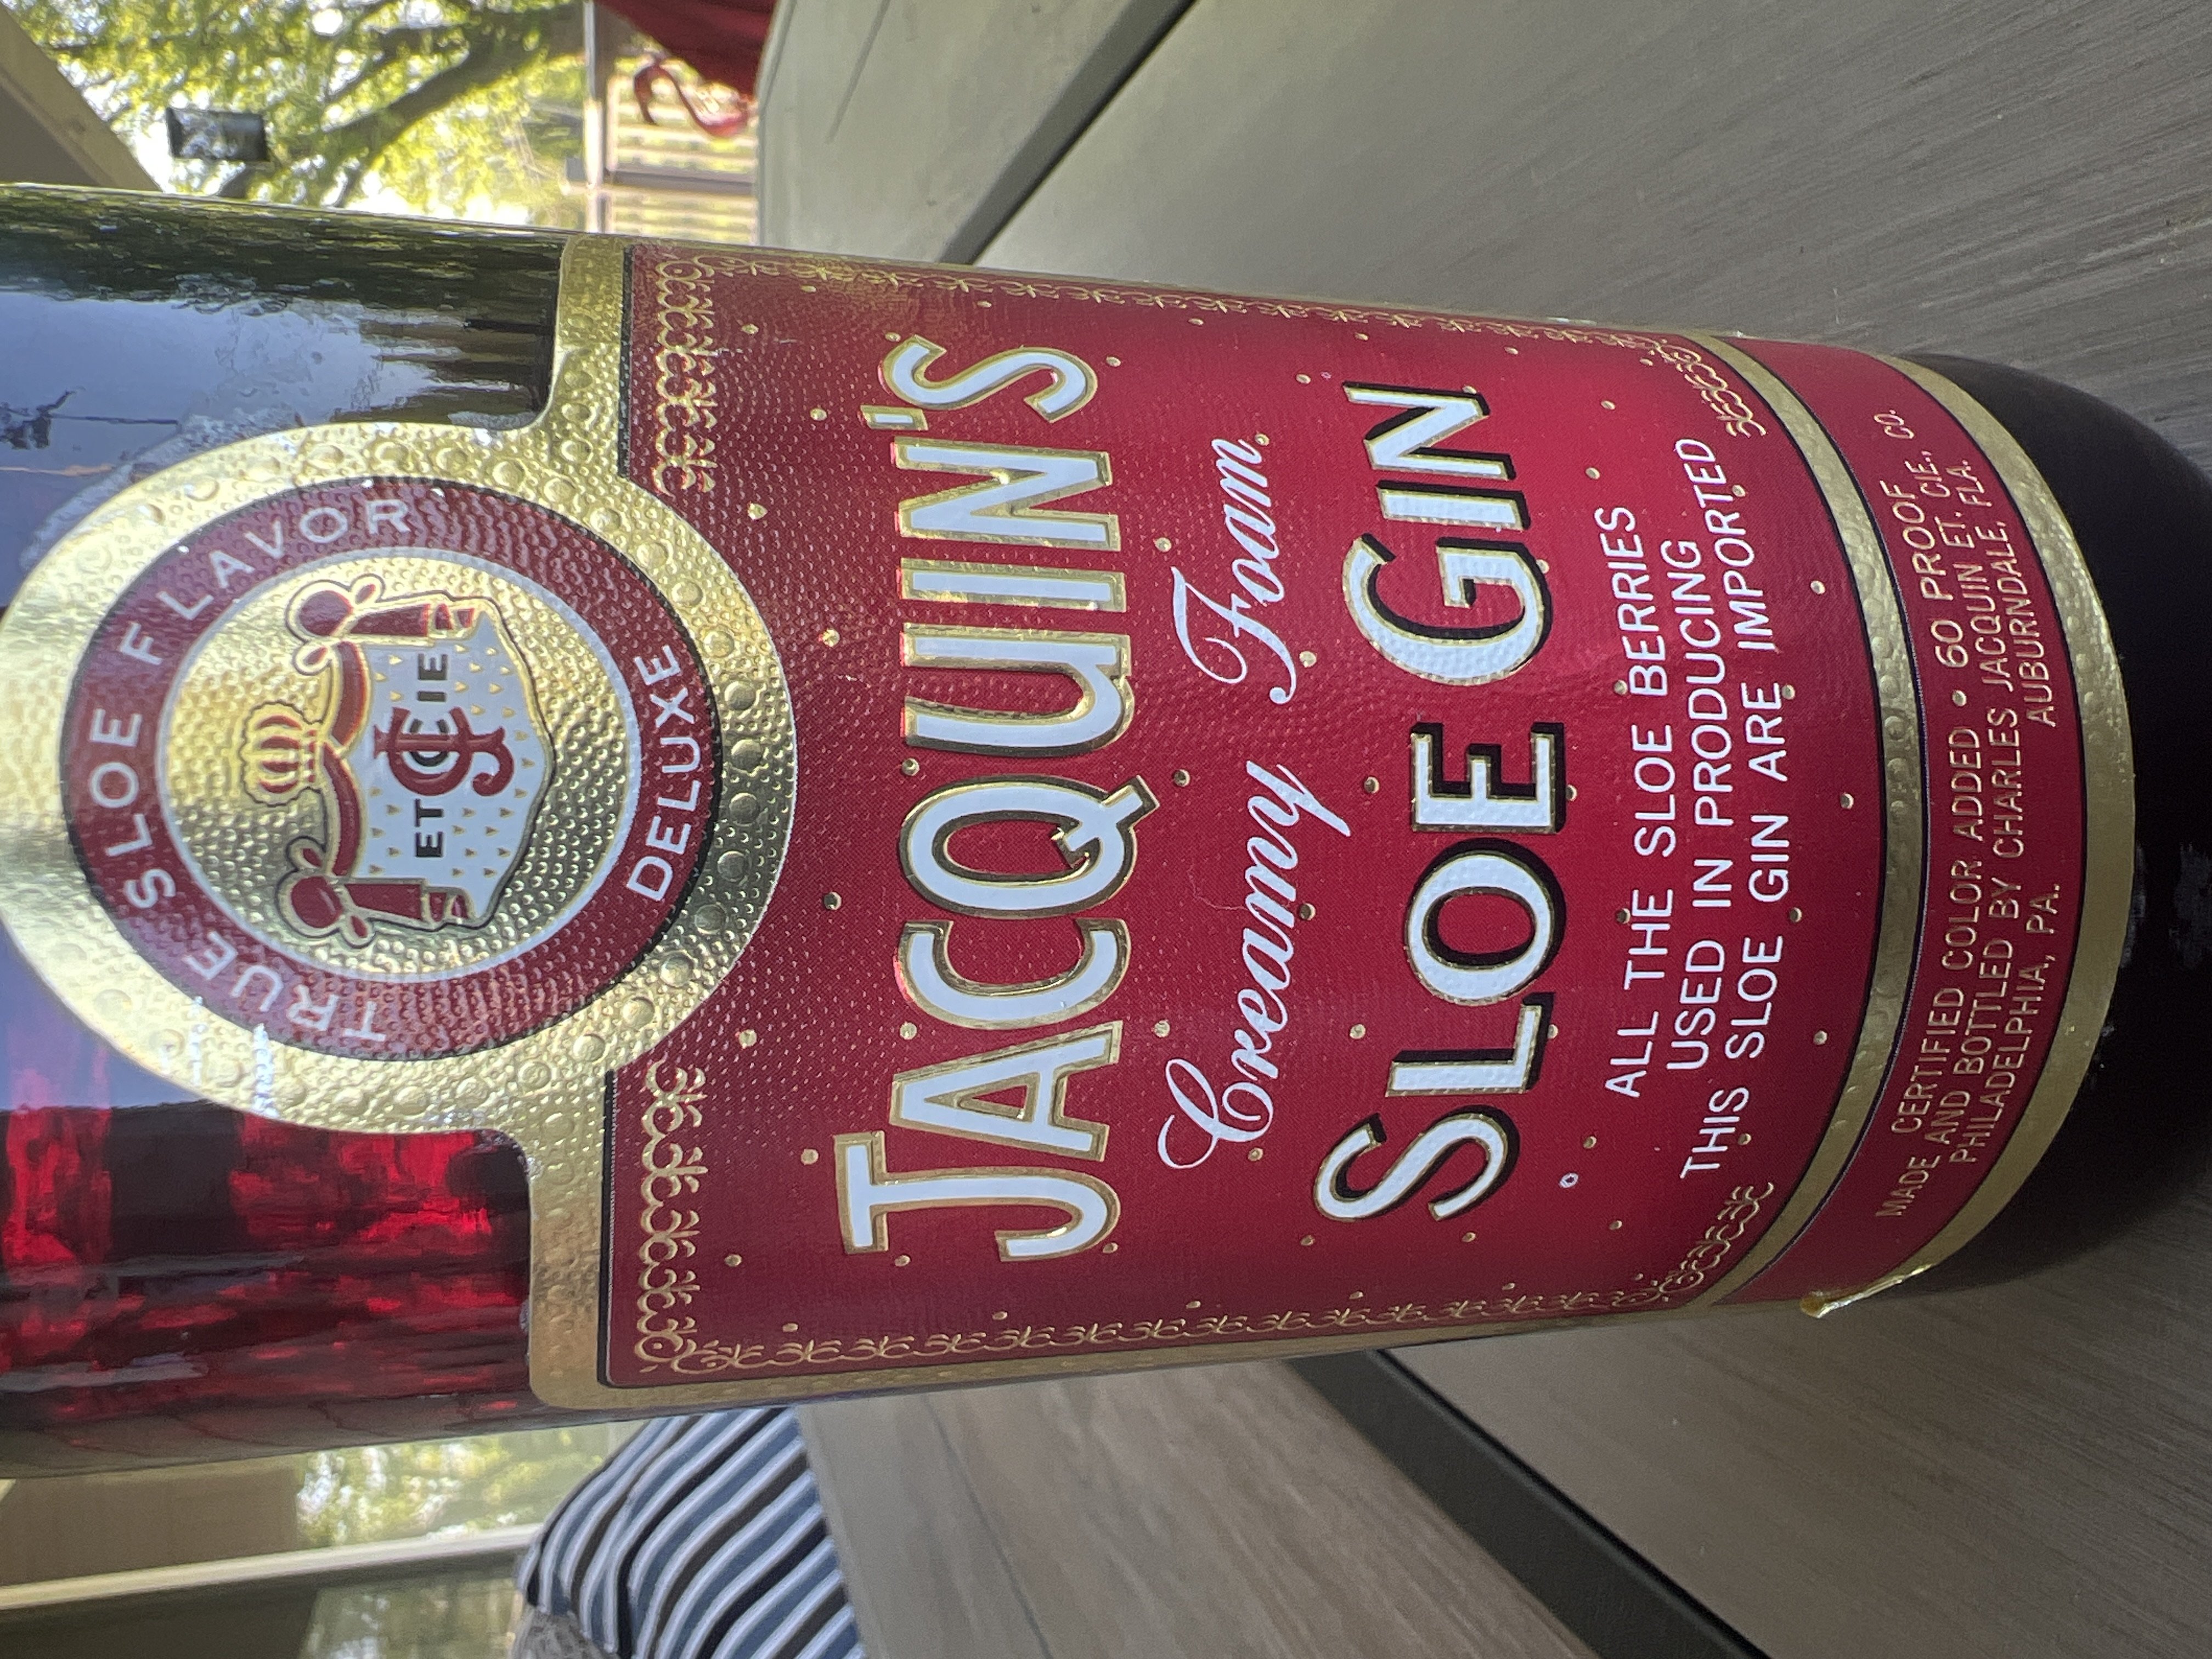 TRUE SLOE FLAVOR
ET JC CIE
DELUXE
JACQUIN'S
Creamy Foam
SLOE GIN
ALL THE SLOE BERRIES
USED IN PRODUCING
THIS SLOE GIN ARE IMPORTED
CERTIFIED COLOR ADDED • 60 PROOF
MADE AND BOTTLED BY CHARLES JACQUIN ET. CIE., CO.
PHILADELPHIA, PA. AUBURNDALE, FLA.